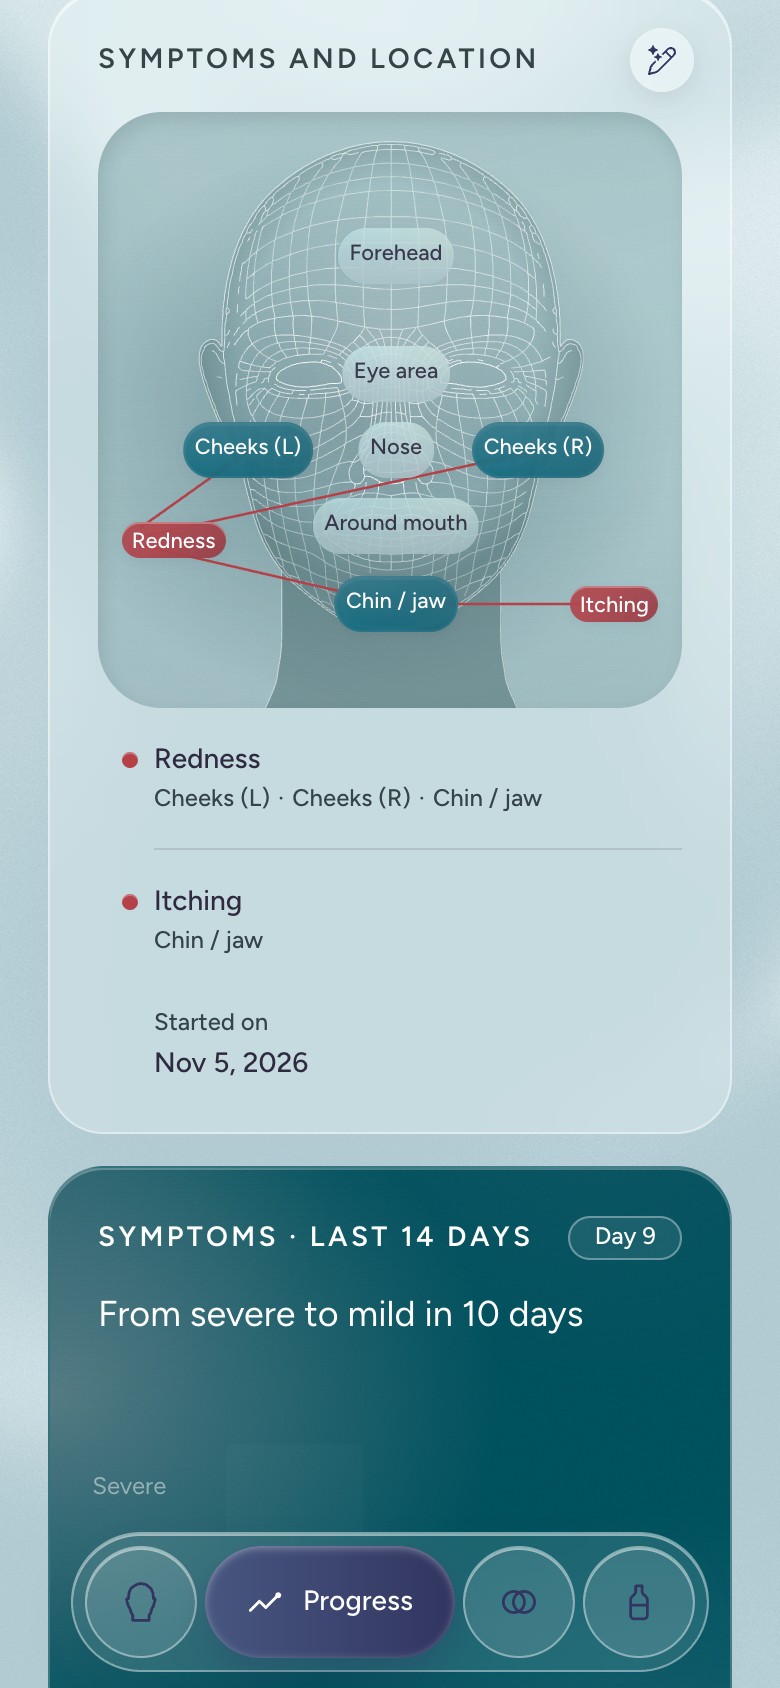 SYMPTOMS AND LOCATION
Forehead
Eye area
Cheeks (L)
Nose
Cheeks (R)
Around mouth
Redness
Chin / jaw
Itching
Redness
Cheeks (L) · Cheeks (R) · Chin / jaw
Itching
Chin / jaw
Started on
Nov 5, 2026
SYMPTOMS · LAST 14 DAYS
Day 9
From severe to mild in 10 days
Severe
Progress